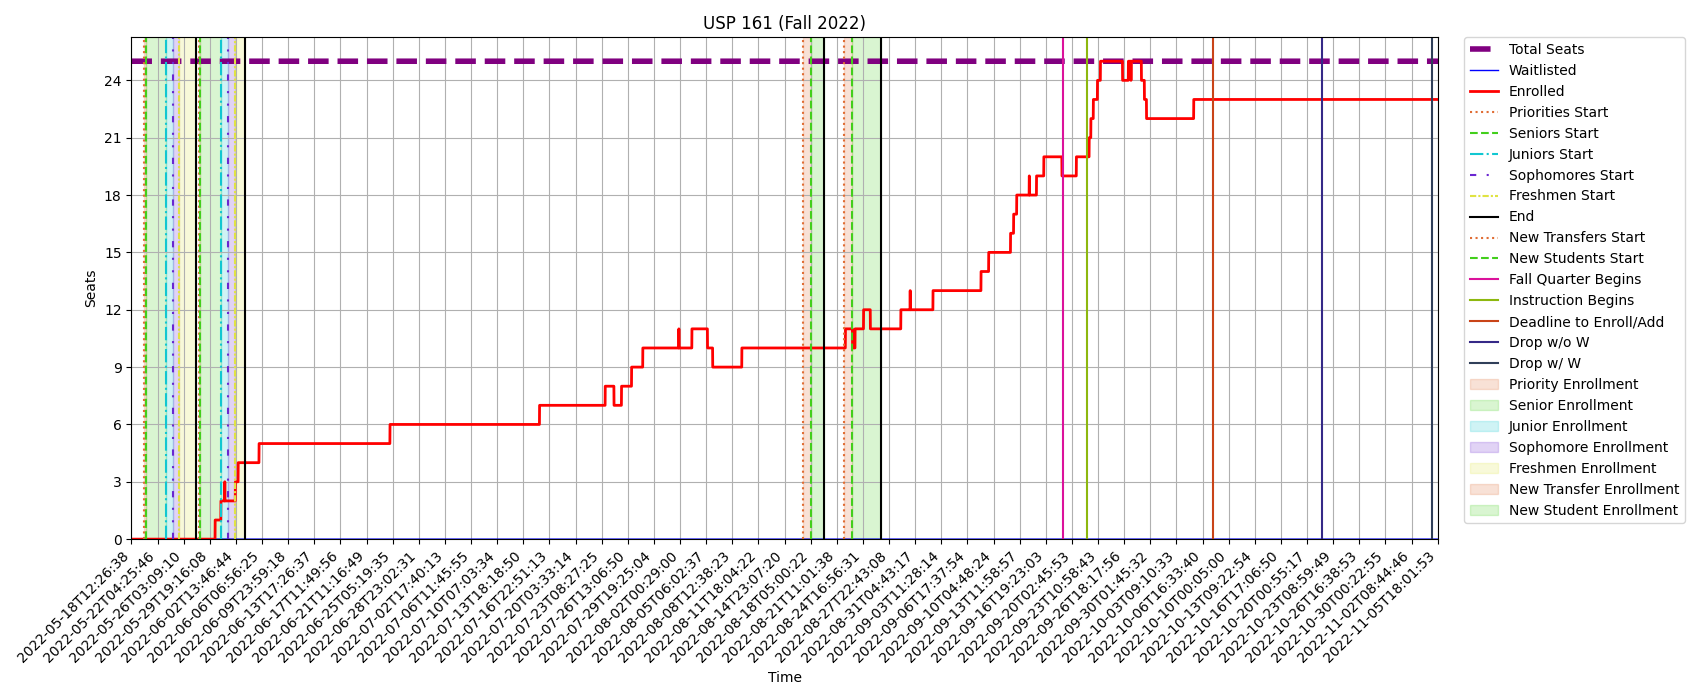 USP 161 (Fall 2022)
Seats
24
21
18
15
12
9
6
3
0
2022-05-18T12:26:38
2022-05-22T04:25:46
2022-05-26T03:09:10
2022-05-29T19:16:08
2022-06-02T13:46:44
2022-06-06T06:56:25
2022-06-09T23:59:18
2022-06-13T17:26:37
2022-06-17T11:49:56
2022-06-21T11:16:49
2022-06-25T05:19:35
2022-06-28T23:02:31
2022-07-02T17:40:13
2022-07-06T11:45:55
2022-07-10T07:03:34
2022-07-13T18:18:50
2022-07-16T22:51:13
2022-07-20T03:33:14
2022-07-23T08:27:25
2022-07-26T13:06:50
2022-07-29T19:25:04
2022-08-02T00:29:00
2022-08-05T06:02:37
2022-08-08T12:38:23
2022-08-11T18:04:22
2022-08-14T23:07:20
2022-08-18T05:00:22
2022-08-21T11:01:38
2022-08-24T16:56:31
2022-08-27T22:43:08
2022-08-31T04:43:17
2022-09-03T11:28:14
2022-09-06T17:37:54
2022-09-10T04:48:24
2022-09-13T11:58:57
2022-09-16T19:23:03
2022-09-20T02:45:53
2022-09-23T10:58:43
2022-09-26T18:17:56
2022-09-30T01:45:32
2022-10-03T09:10:33
2022-10-06T16:33:40
2022-10-10T00:05:00
2022-10-13T09:22:54
2022-10-16T17:06:50
2022-10-20T00:55:17
2022-10-23T08:59:49
2022-10-26T16:38:53
2022-10-30T00:22:55
2022-11-02T08:44:46
2022-11-05T18:01:53
Time
Total Seats
Waitlisted
Enrolled
Priorities Start
Seniors Start
Juniors Start
Sophomores Start
Freshmen Start
End
New Transfers Start
New Students Start
Fall Quarter Begins
Instruction Begins
Deadline to Enroll/Add
Drop w/o W
Drop w/ W
Priority Enrollment
Senior Enrollment
Junior Enrollment
Sophomore Enrollment
Freshmen Enrollment
New Transfer Enrollment
New Student Enrollment